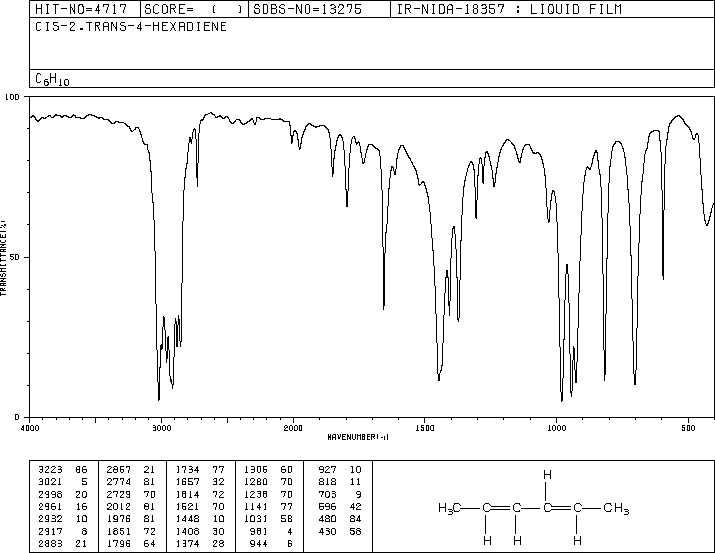 HIT-NO=4717 SCORE= ( ) SDBS-NO=13275 IR-NIDA-18357 : LIQUID FILM
CIS-2.TRANS-4-HEXADIENE
C6H10
100
50
0
TRANSMITTANCE(%)
4000 3000 2000 1500 1000 500
WAVENUMBER(-1)
3223 86 2867 21 1734 77 1306 60 927 10
3021 5 2774 81 1657 32 1280 70 818 11
2998 20 2729 70 1614 72 1238 70 703 9
2961 16 2012 81 1521 70 1141 77 596 42
2932 10 1976 81 1448 10 1031 58 480 84
2917 8 1851 72 1408 30 981 4 430 58
2883 21 1796 64 1374 28 944 6
H
H3C C C C C CH3
H H H